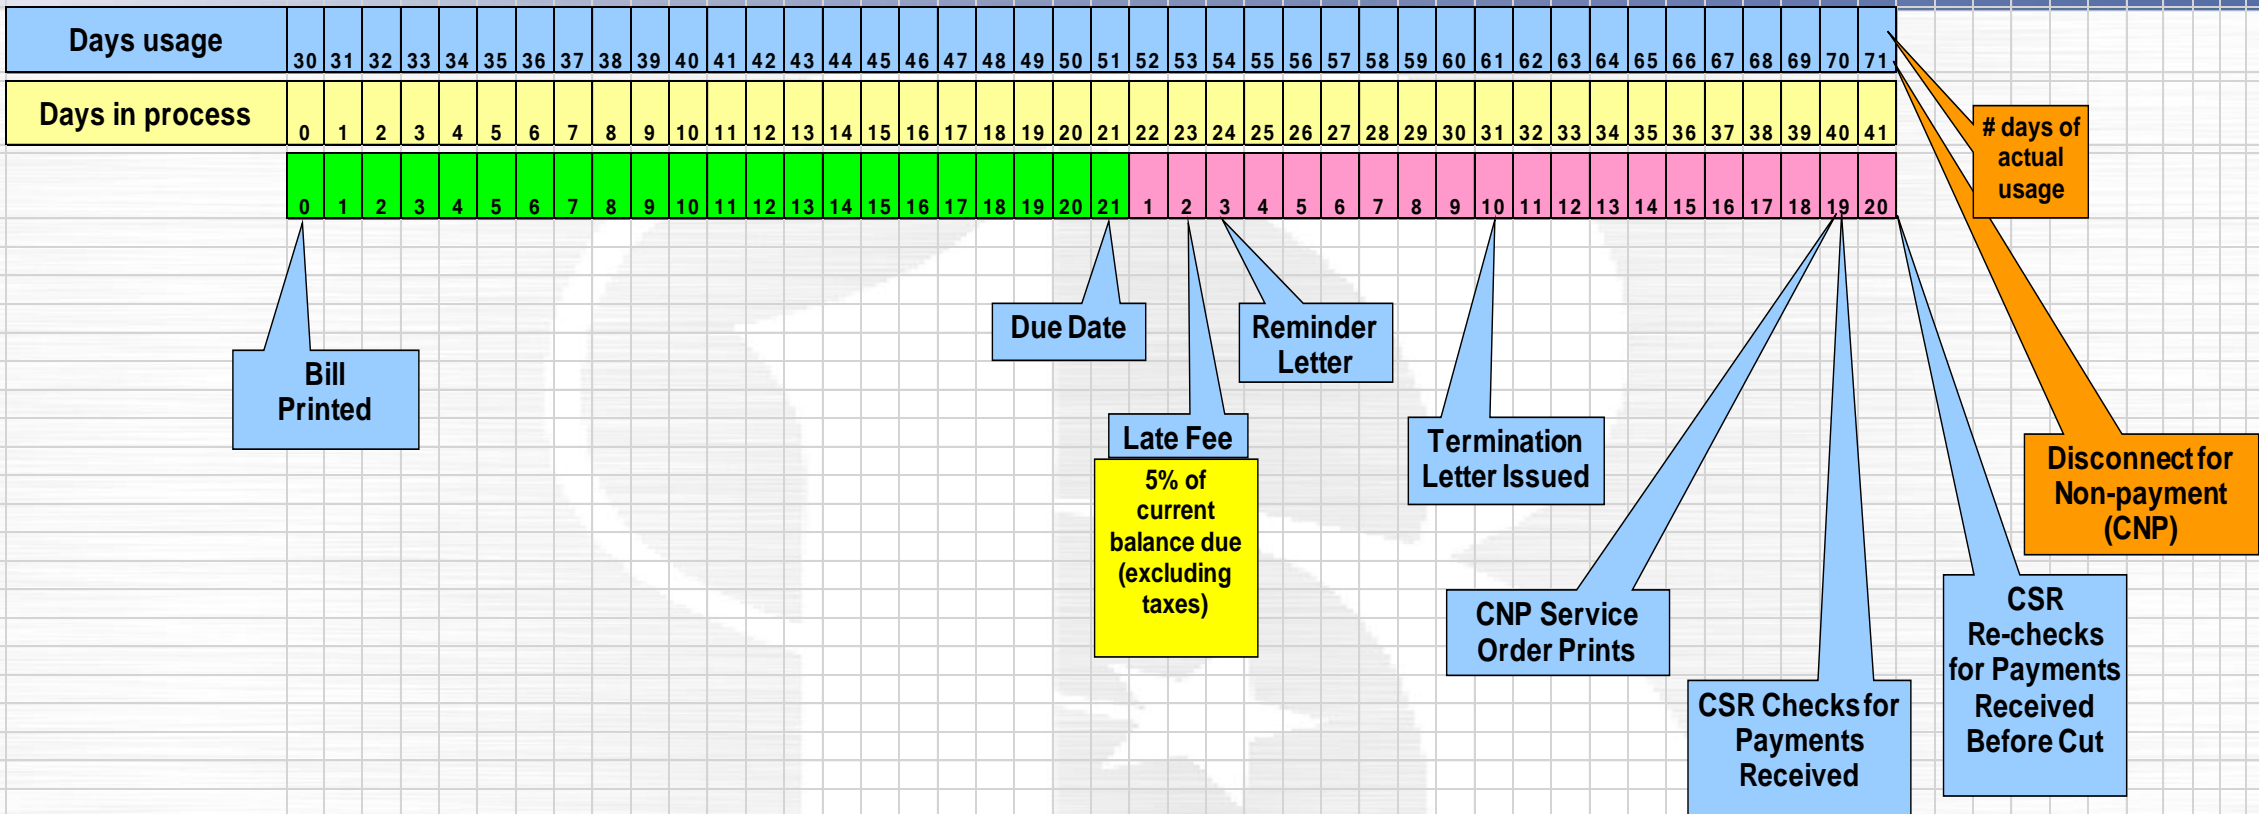 Days usage 30 31 32 33 34 35 36 37 38 39 40 41 42 43 44 45 46 47 48 49 50 51 52 53 54 55 56 57 58 59 60 61 62 63 64 65 66 67 68 69 70 71
Days in process 0 1 2 3 4 5 6 7 8 9 10 11 12 13 14 15 16 17 18 19 20 21 22 23 24 25 26 27 28 29 30 31 32 33 34 35 36 37 38 39 40 41
0 1 2 3 4 5 6 7 8 9 10 11 12 13 14 15 16 17 18 19 20 21 1 2 3 4 5 6 7 8 9 10 11 12 13 14 15 16 17 18 19 20
# days of
actual
usage
Bill
Printed
Due Date
Late Fee
5% of
current
balance due
(excluding
taxes)
Reminder
Letter
Termination
Letter Issued
CNP Service
Order Prints
CSR Checks for
Payments
Received
CSR
Re-checks
for Payments
Received
Before Cut
Disconnect for
Non-payment
(CNP)